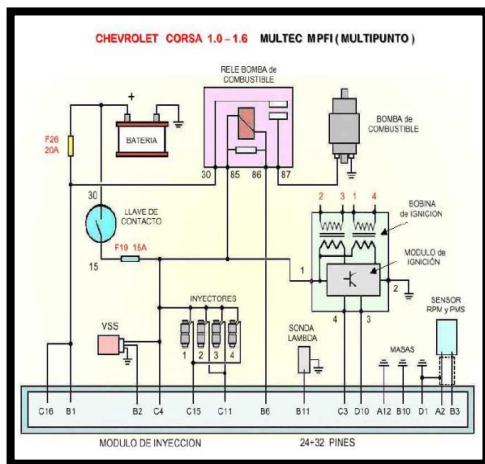 CHEVROLET CORSA 1.0 – 1.6 MULTEC MPFI ( MULTIPUNTO )
RELE BOMBA de
COMBUSTIBLE
+
F26
20A
BATERIA
BOMBA de
COMBUSTIBLE
30 85 86 87
30
LLAVE DE
CONTACTO
2 3 1 4
BOBINA
de IGNICION
F19 15A
15
1
MODULO de
IGNICIÓN
2
INYECTORES
4 3
SENSOR
RPM y PMS
VSS
SONDA
LAMBDA
MASAS
1 2 3 4
C16 B1 B2 C4 C15 C11 B6 B11 C3 D10 A12 B10 D1 A2 B3
MODULO DE INYECCION 24+32 PINES